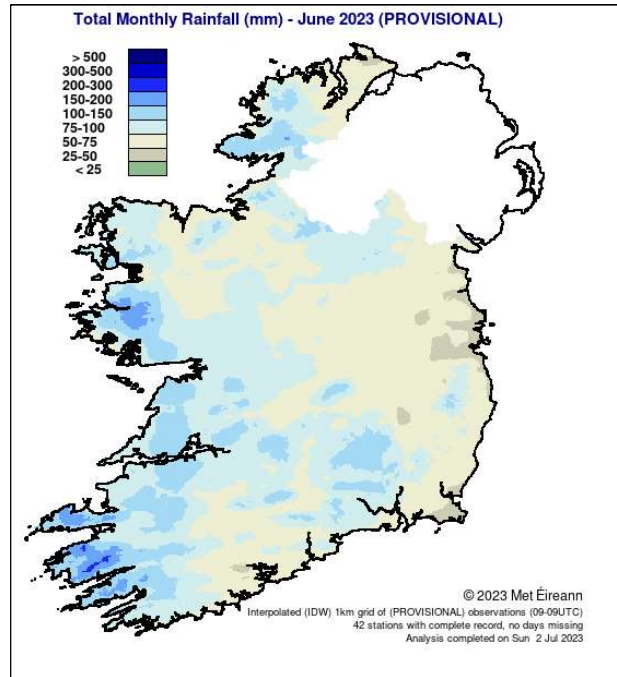 Total Monthly Rainfall (mm) - June 2023 (PROVISIONAL)
> 500
300-500
200-300
150-200
100-150
75-100
50-75
25-50
< 25
© 2023 Met Éireann
Interpolated (IDW) 1km grid of (PROVISIONAL) observations (09-09UTC)
42 stations with complete record, no days missing
Analysis completed on Sun 2 Jul 2023